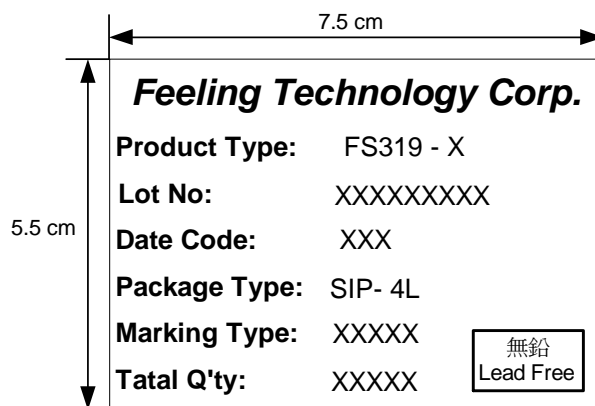 7.5 cm
Feeling Technology Corp.
Product Type: FS319 - X
Lot No: XXXXXXXXX
5.5 cm
Date Code: XXX
Package Type: SIP- 4L
Marking Type: XXXXX
無鉛
Lead Free
Tatal Q'ty: XXXXX